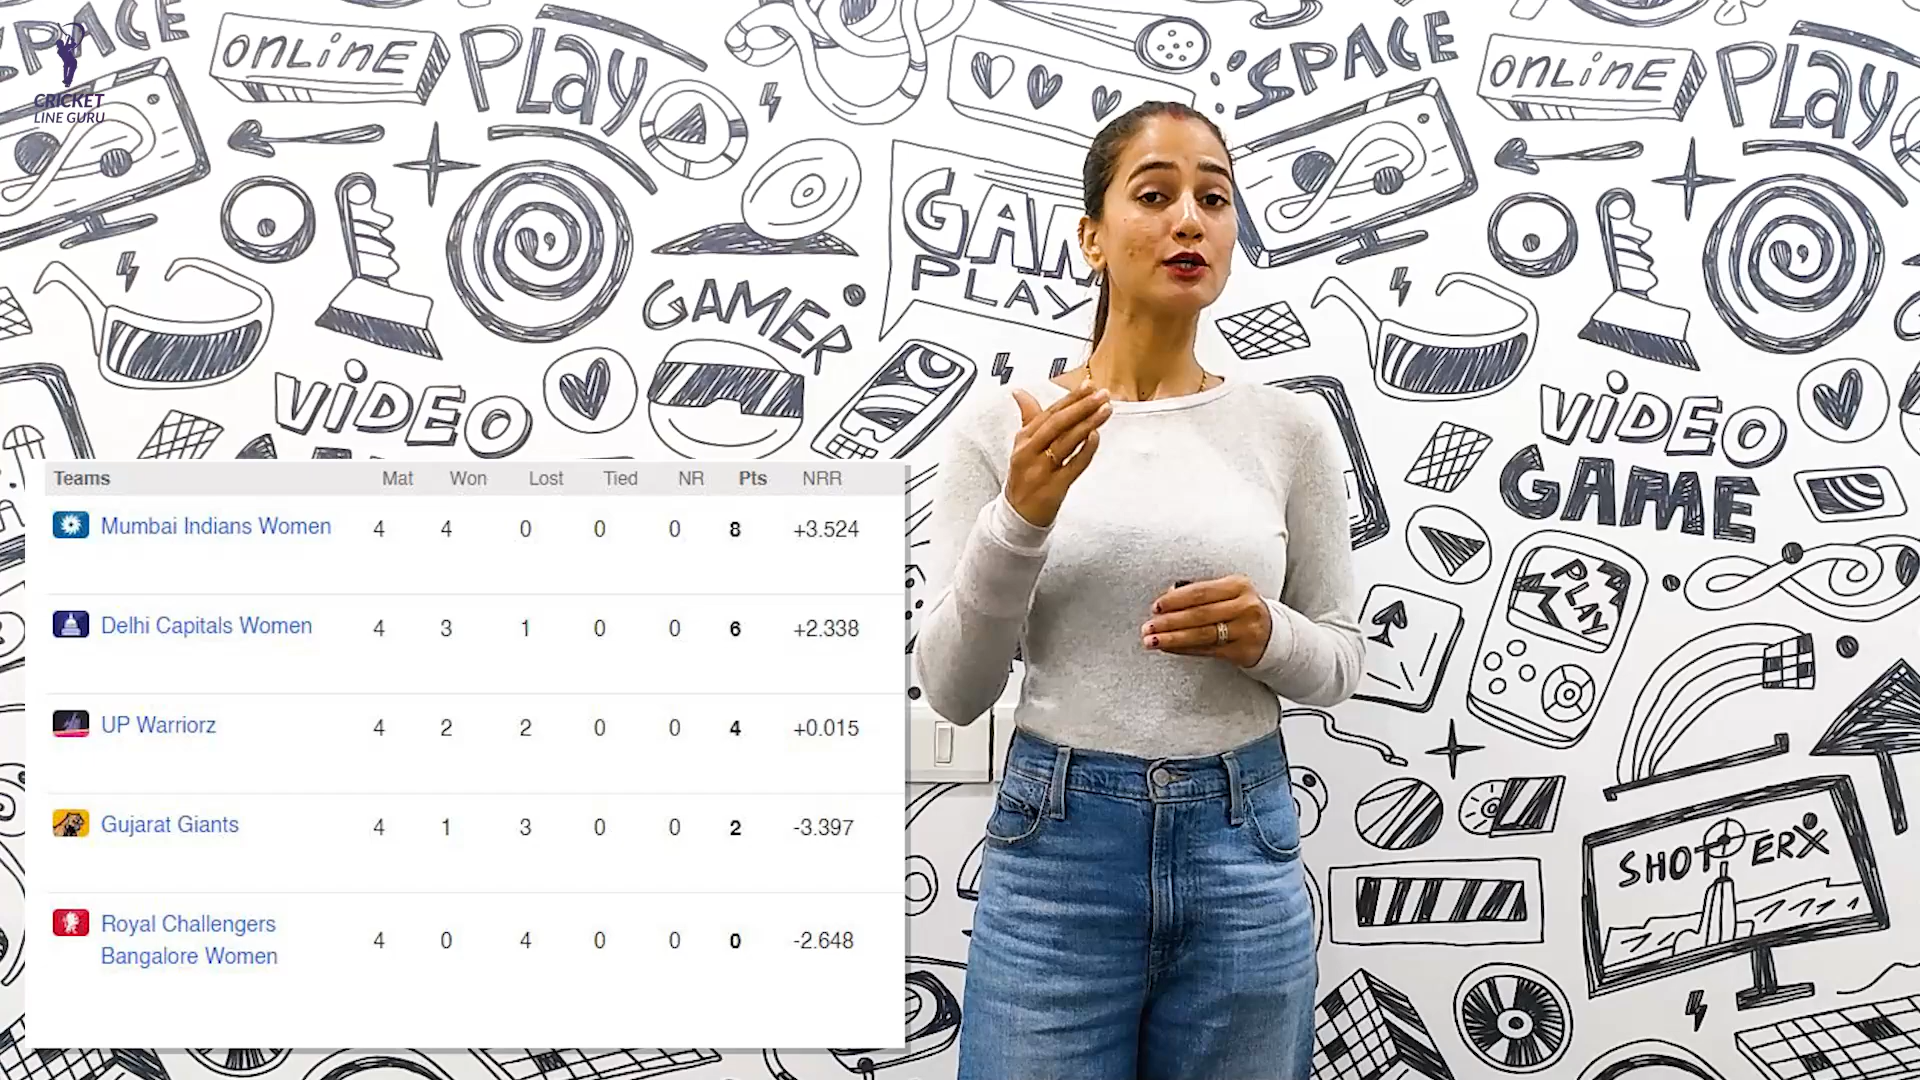 SPACE
ONLINE
PLAY
SPACE
ONLINE
PLAY
CRICKET
LINE GURU
GAM
PLAY
GAMER
VIDEO
VIDEO
GAME
PLAY
SHOTERX
Teams Mat Won Lost Tied NR Pts NRR
Mumbai Indians Women 4 4 0 0 0 8 +3.524
Delhi Capitals Women 4 3 1 0 0 6 +2.338
UP Warriorz 4 2 2 0 0 4 +0.015
Gujarat Giants 4 1 3 0 0 2 -3.397
Royal Challengers
Bangalore Women 4 0 4 0 0 0 -2.648